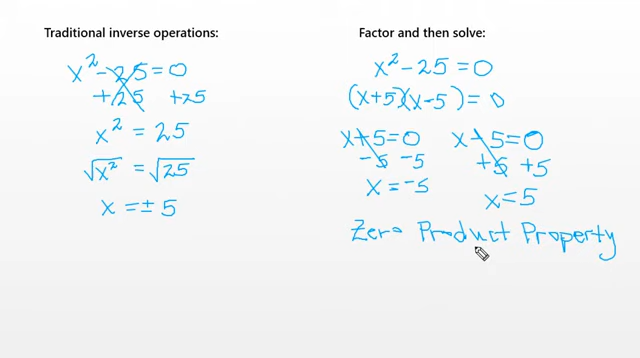 Traditional inverse operations:
x² - 25 = 0
+25 +25
x² = 25
√x² = √25
x = ± 5
Factor and then solve:
x² - 25 = 0
(x+5)(x-5) = 0
x+5=0 x-5=0
-5 -5 +5 +5
x = -5 x = 5
Zero Product Property